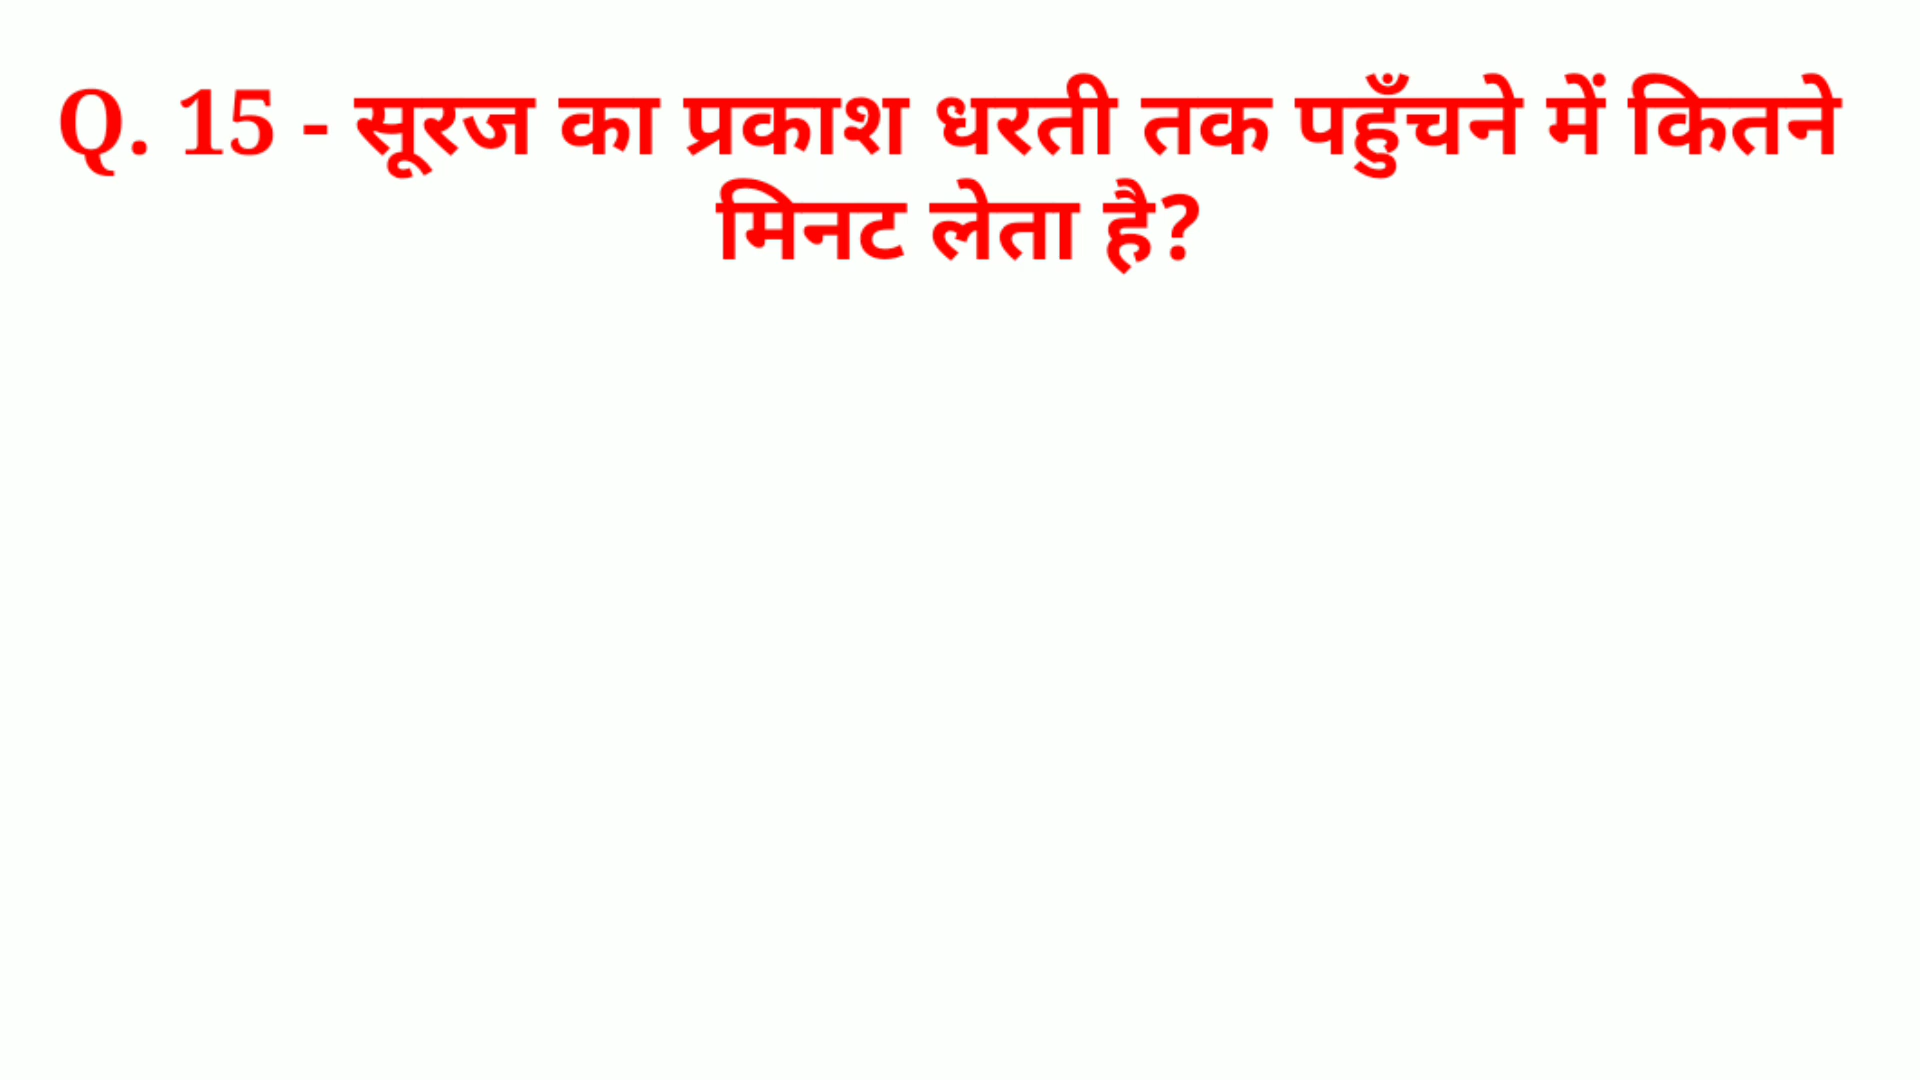 Q. 15 - सूरज का प्रकाश धरती तक पहुँचने में कितने
मिनट लेता है?